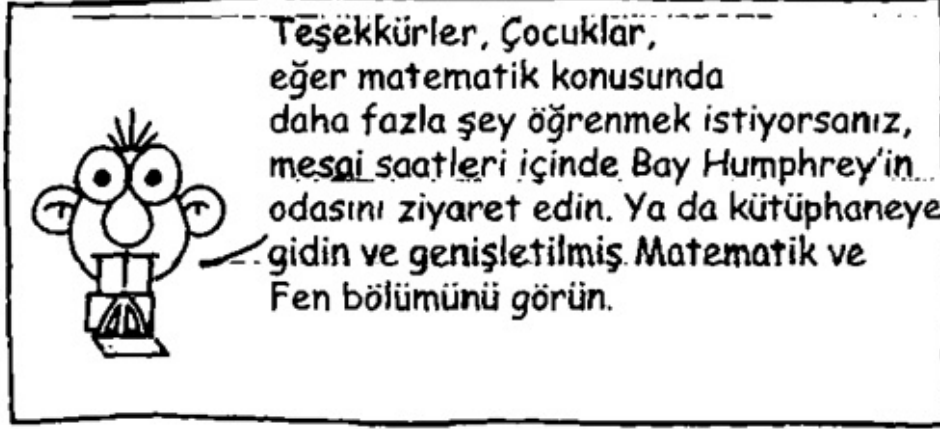 Teşekkürler, Çocuklar,
eğer matematik konusunda
daha fazla şey öğrenmek istiyorsanız,
mesai saatleri içinde Bay Humphrey'in
odasını ziyaret edin. Ya da kütüphaneye
gidin ve genişletilmiş Matematik ve
Fen bölümünü görün.